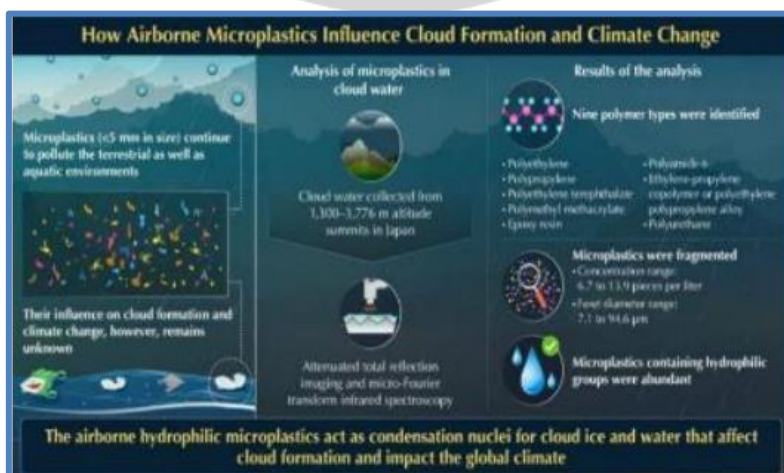 How Airborne Microplastics Influence Cloud Formation and Climate Change
Microplastics (<5 mm in size) continue
to pollute the terrestrial as well as
aquatic environments
Their influence on cloud formation and
climate change, however, remains
unknown
Analysis of microplastics in
cloud water
Cloud water collected from
1,300–3,776 m altitude
summits in Japan
Attenuated total reflection
imaging and micro-Fourier
transform infrared spectroscopy
Results of the analysis
Nine polymer types were identified
• Polyethylene
• Polypropylene
• Polyethylene terephthalate
• Polymethyl methacrylate
• Epoxy resin
• Polyamide 6
• Ethylene-propylene
copolymer or polyethylene
polypropylene alloy
• Polyurethane
Microplastics were fragmented
• Concentration range:
6.7 to 13.9 pieces per liter
• Feret diameter range:
7.1 to 94.6 µm
Microplastics containing hydrophilic
groups were abundant
The airborne hydrophilic microplastics act as condensation nuclei for cloud ice and water that affect
cloud formation and impact the global climate